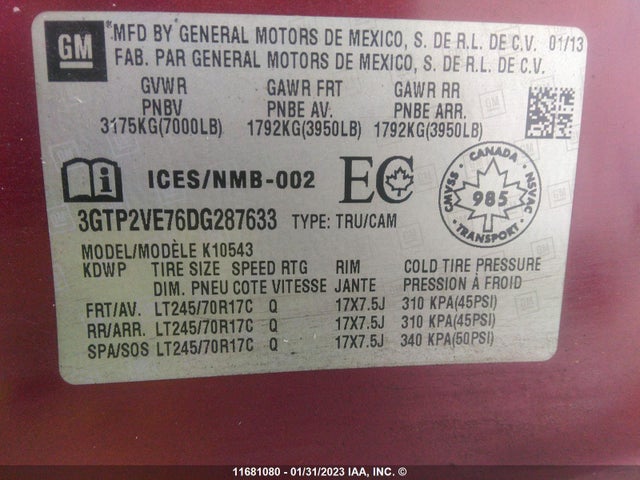 GM
MFD BY GENERAL MOTORS DE MEXICO, S. DE R.L. DE C.V. 01/13
FAB. PAR GENERAL MOTORS DE MEXICO, S. DE R.L. DE C.V.
GVWR GAWR FRT GAWR RR
PNBV PNBE AV. PNBE ARR.
3175KG(7000LB) 1792KG(3950LB) 1792KG(3950LB)
ICES/NMB-002 EC
CANADA
CMVSS NSVAC
985
TRANSPORT
3GTP2VE76DG287633 TYPE: TRU/CAM
MODEL/MODÈLE K10543
KDWP TIRE SIZE SPEED RTG RIM COLD TIRE PRESSURE
DIM. PNEU COTE VITESSE JANTE PRESSION À FROID
FRT/AV. LT245/70R17C Q 17X7.5J 310 KPA(45PSI)
RR/ARR. LT245/70R17C Q 17X7.5J 310 KPA(45PSI)
SPA/SOS LT245/70R17C Q 17X7.5J 340 KPA(50PSI)
11681080 - 01/31/2023 IAA, INC. ©